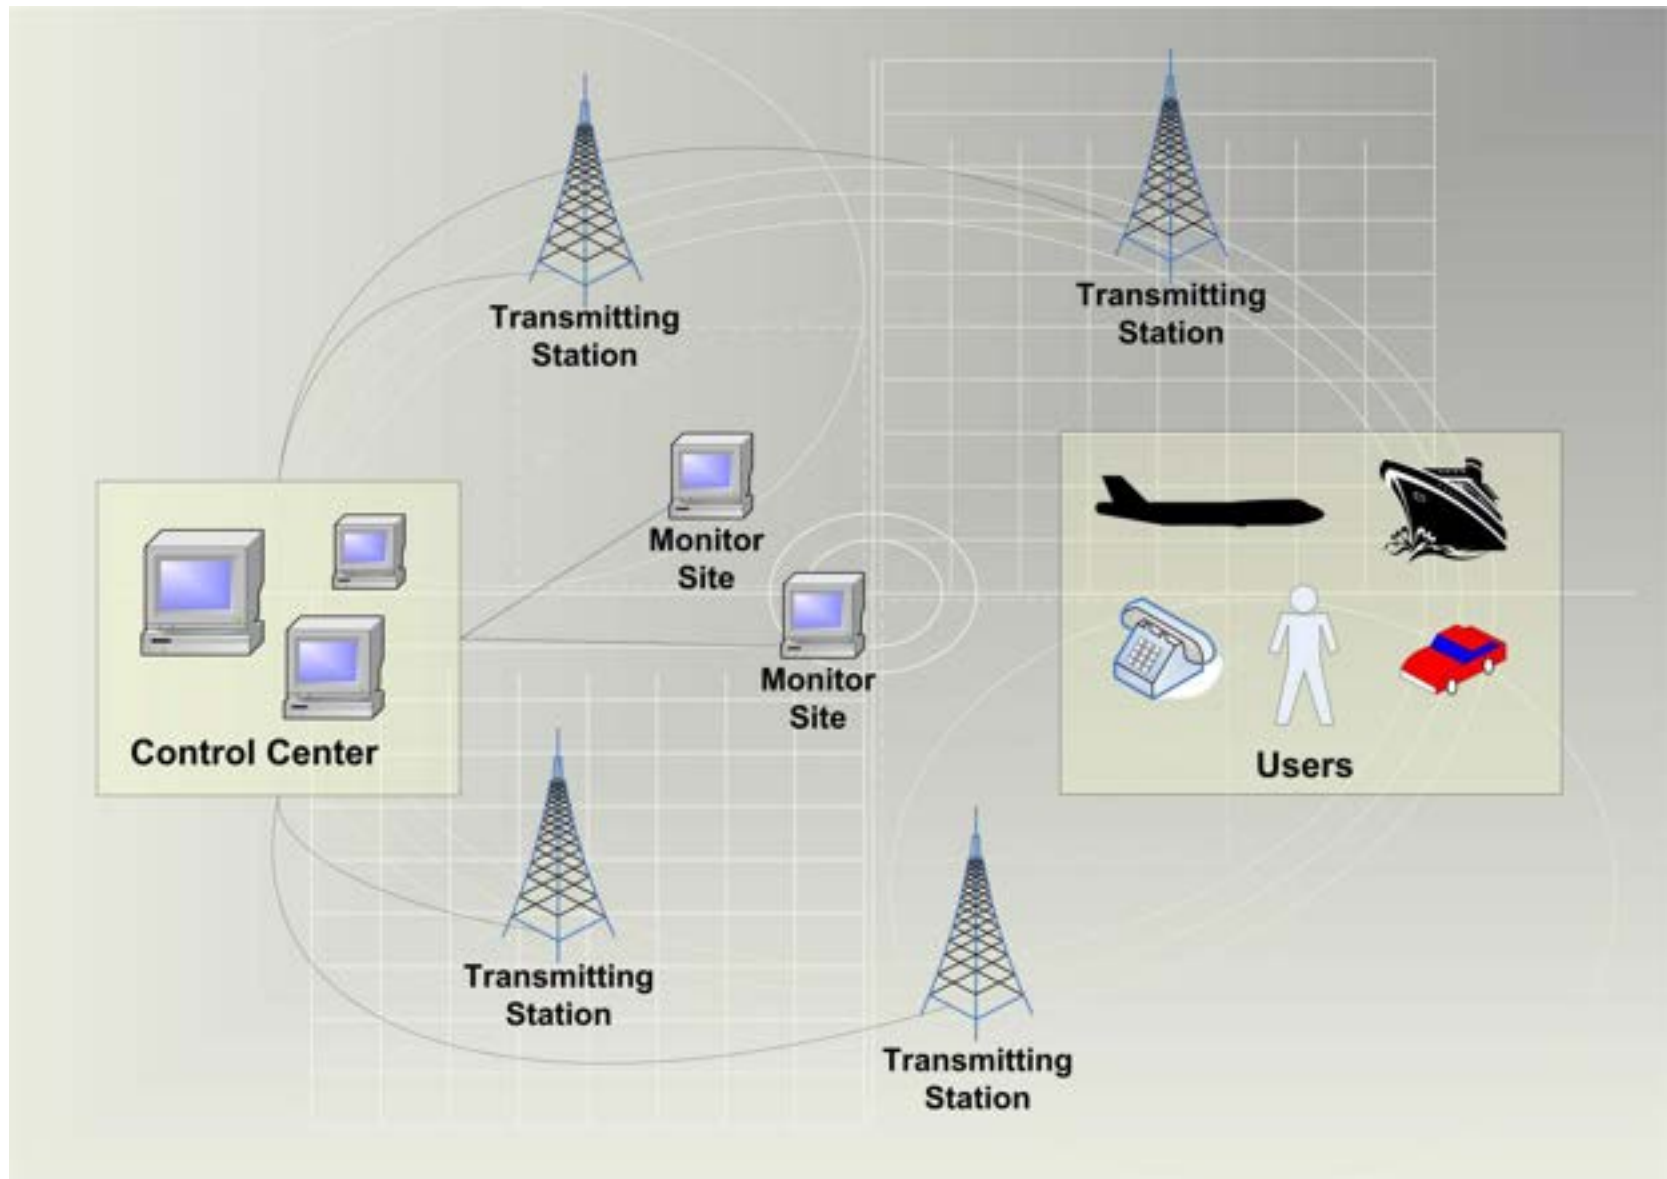 Transmitting
Station
Transmitting
Station
Monitor
Site
Monitor
Site
Control Center
Users
Transmitting
Station
Transmitting
Station